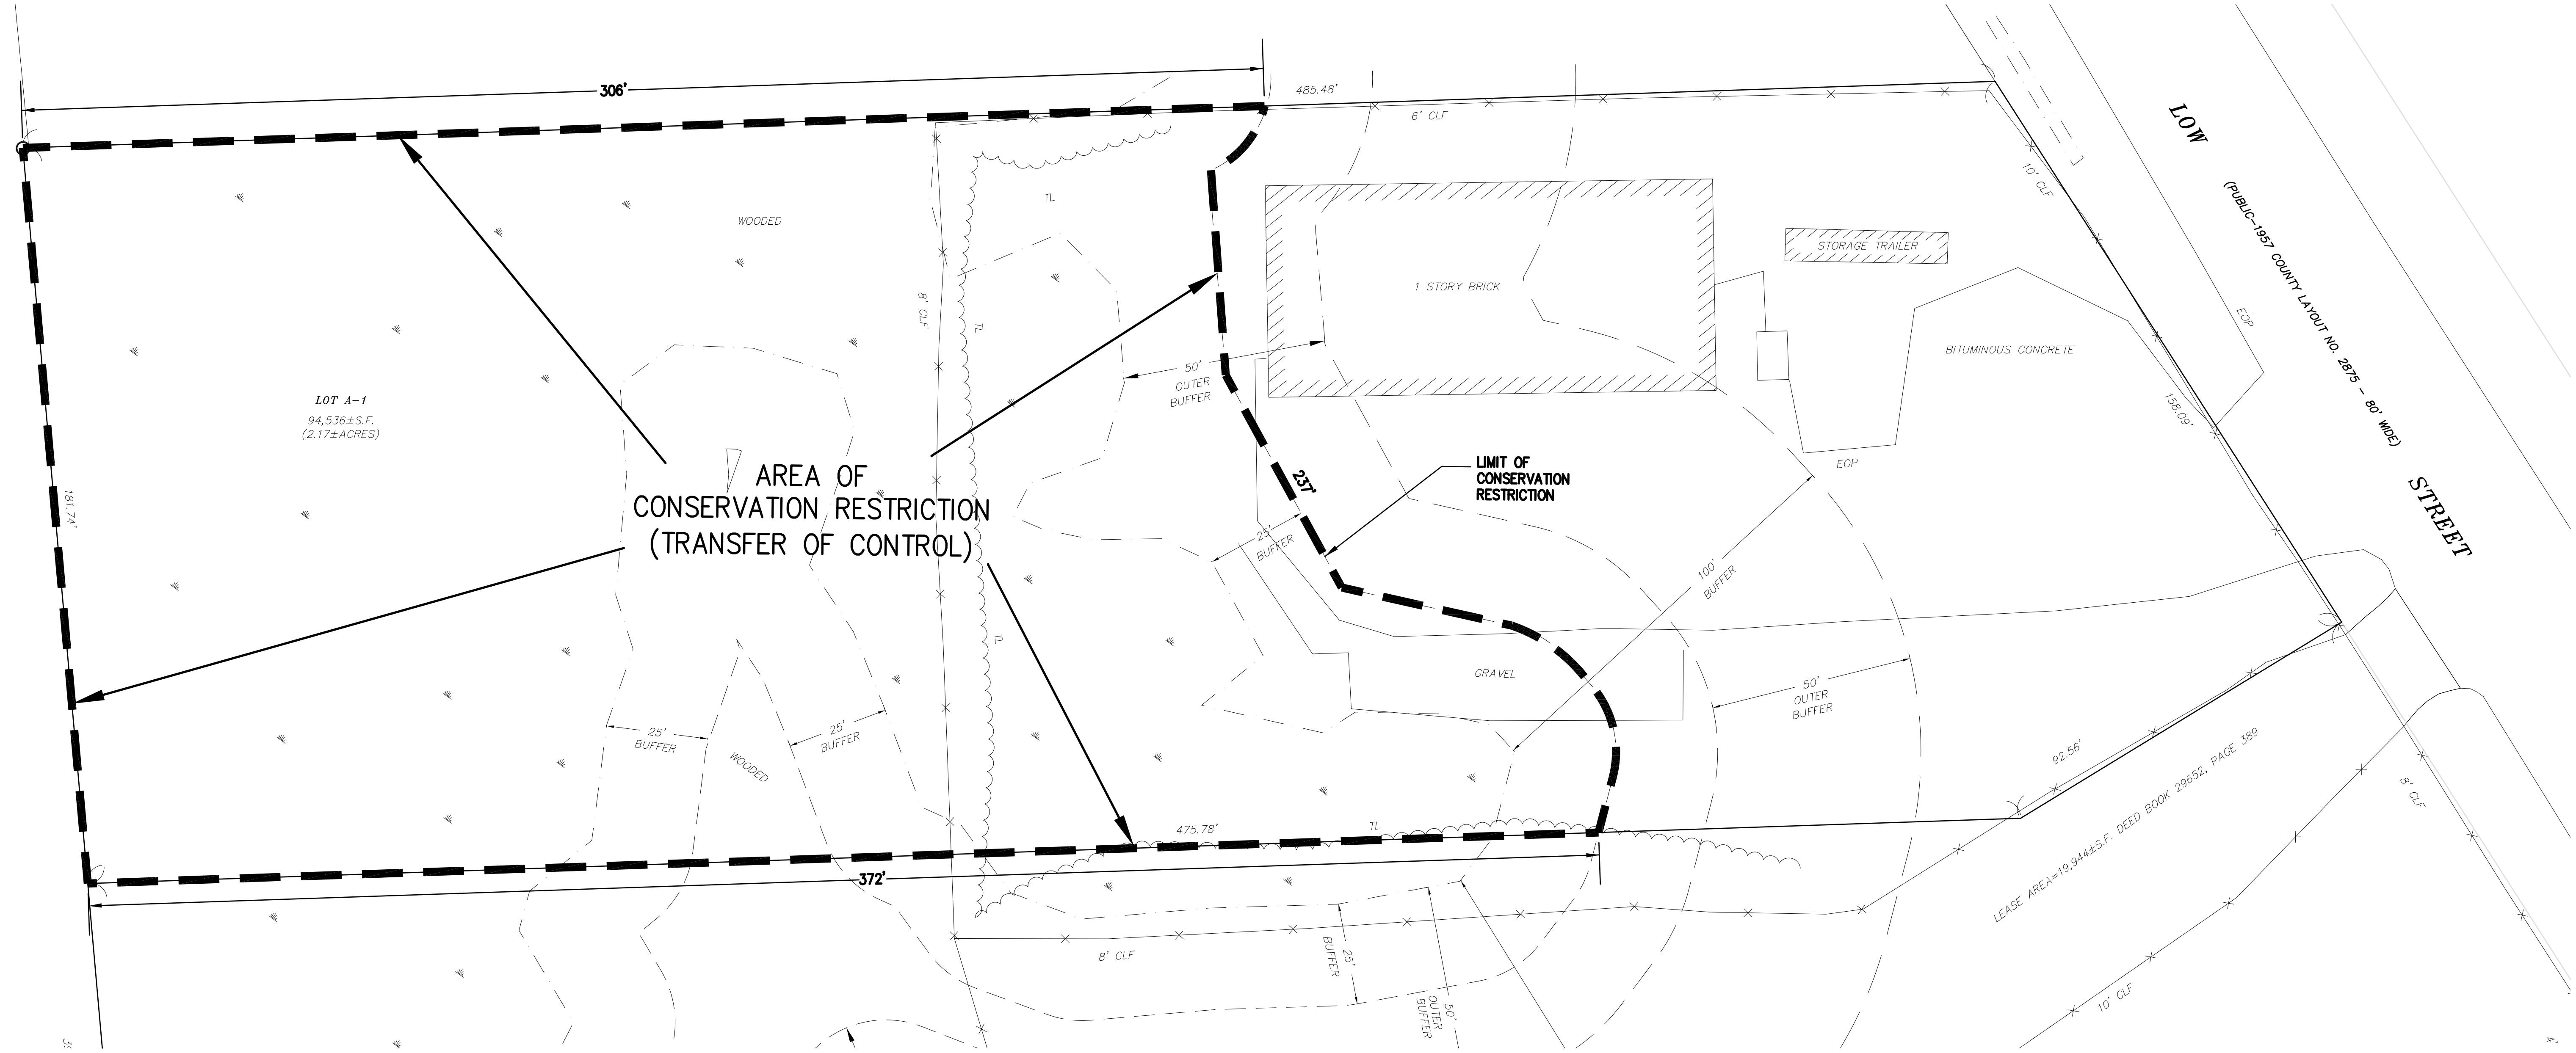 306'
485.48'
6' CLF
LOW
10' CLF
(PUBLIC-1957 COUNTY LAYOUT NO. 2875 - 80' WIDE)
WOODED
TL
STORAGE TRAILER
1 STORY BRICK
8' CLF
TL
EOP
BITUMINOUS CONCRETE
50'
OUTER
BUFFER
LOT A-1
94,536±S.F.
(2.17±ACRES)
158.09'
EOP
LIMIT OF
CONSERVATION
RESTRICTION
237'
AREA OF
CONSERVATION RESTRICTION
(TRANSFER OF CONTROL)
181.74'
STREET
25'
BUFFER
100'
BUFFER
TL
GRAVEL
50'
OUTER
BUFFER
25'
BUFFER
25'
BUFFER
WOODED
92.56'
8' CLF
LEASE AREA=19,944±S.F. DEED BOOK 29652, PAGE 389
475.78'
TL
372'
8' CLF
25'
BUFFER
50'
OUTER
BUFFER
10' CLF
4'